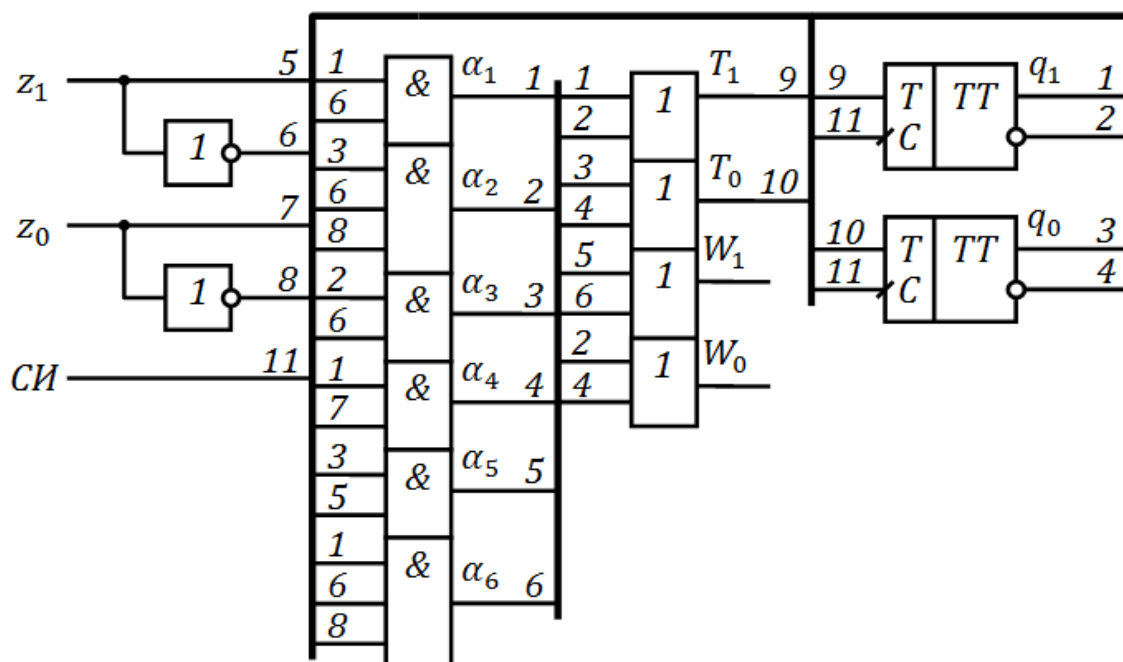 z₁ 5 1 & α₁ 1 1 1 T₁ 9 9 T TT q₁ 1
6 2 11 C 2
1 6 3 & α₂ 2 3 1 T₀ 10
6 4
z₀ 7 8 5 1 W₁ 10 T TT q₀ 3
1 8 2 & α₃ 3 6 11 C 4
6 2 1 W₀
СИ 11 1 & α₄ 4 4
7
3 & α₅ 5
5
1 & α₆ 6
6
8